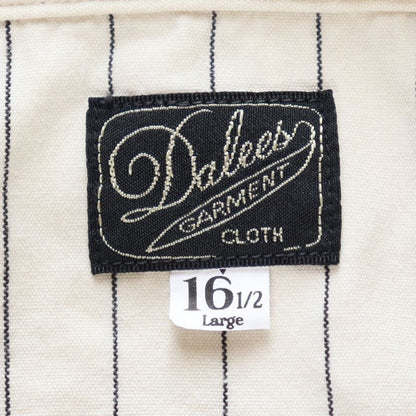 Dalee's
GARMENT
CLOTH
16 1/2
Large